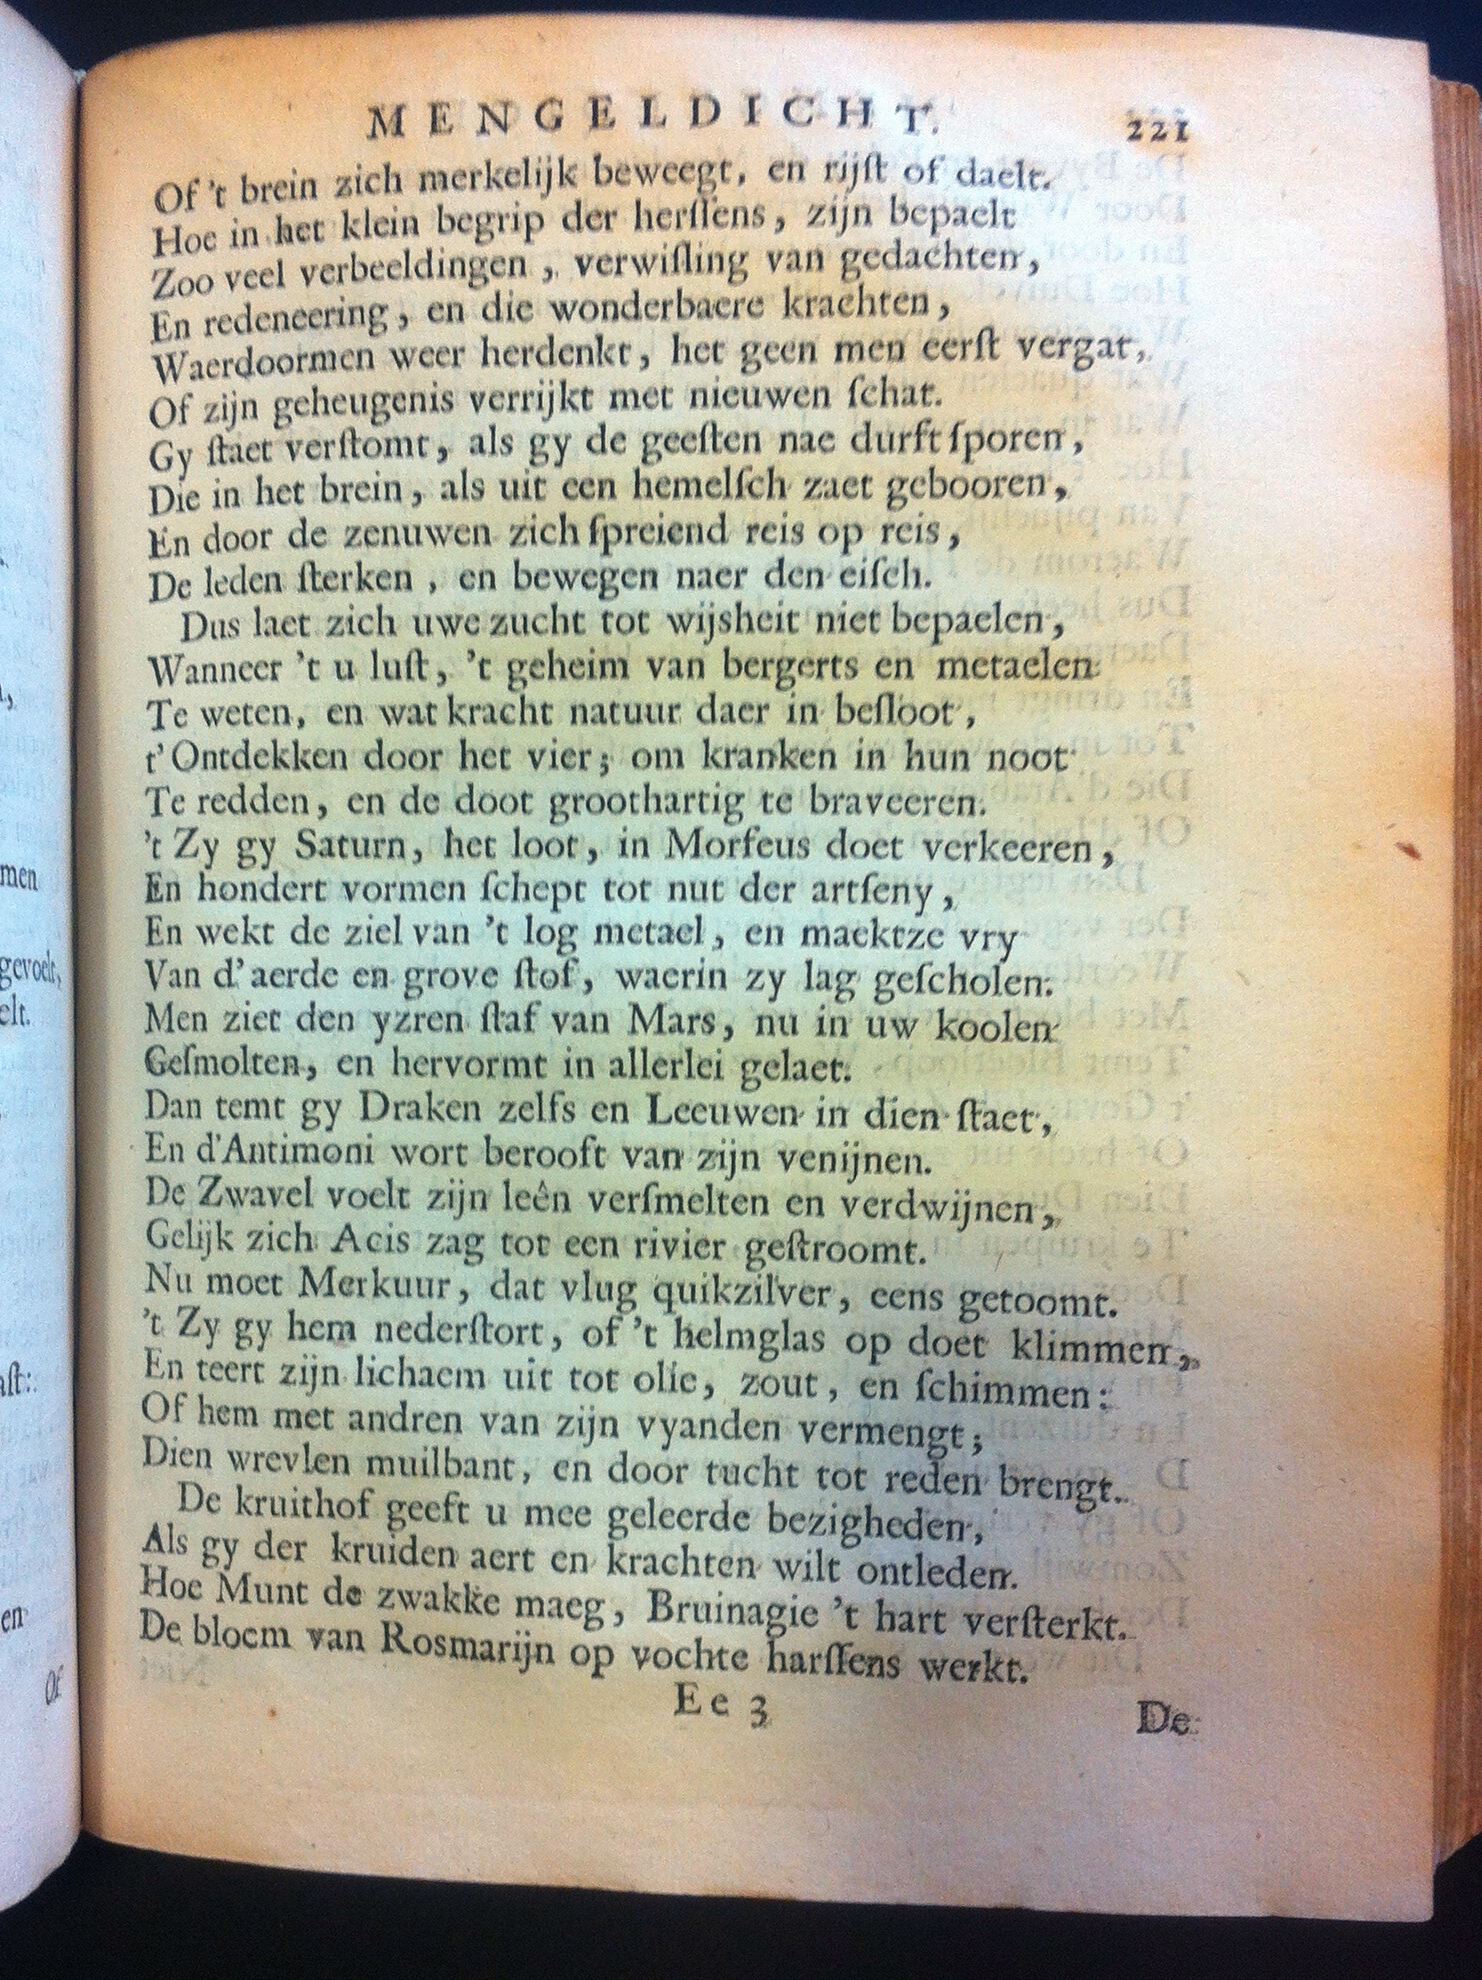 MENGELDICHT. 221
Of 't brein zich merkelijk beweegt, en rijſt of daelt.
Hoe in het klein begrip der herſſens, zijn bepaelt
Zoo veel verbeeldingen, verwiſling van gedachten,
En redeneering, en die wonderbaere krachten,
Waerdoormen weer herdenkt, het geen men eerſt vergat,
Of zijn geheugenis verrijkt met nieuwen ſchat.
Gy ſtaet verſtomt, als gy de geeſten nae durft ſporen,
Die in het brein, als uit een hemelſch zaet gebooren,
En door de zenuwen zich ſpreiend reis op reis,
De leden ſterken, en bewegen naer den eiſch.
Dus laet zich uwe zucht tot wijsheit niet bepaelen,
Wanneer 't u luſt, 't geheim van bergerts en metaelen
Te weten, en wat kracht natuur daer in beſloot,
t' Ontdekken door het vier; om kranken in hun noot
Te redden, en de doot groothartig te braveeren.
't Zy gy Saturn, het loot, in Morfeus doet verkeeren,
En hondert vormen ſchept tot nut der artſeny,
En wekt de ziel van 't log metael, en maektze vry
Van d'aerde en grove ſtof, waerin zy lag geſcholen.
Men ziet den yzren ſtaf van Mars, nu in uw koolen
Geſmolten, en hervormt in allerlei gelaet.
Dan temt gy Draken zelfs en Leeuwen in dien ſtaet,
En d'Antimoni wort berooft van zijn venijnen.
De Zwavel voelt zijn leên verſmelten en verdwijnen,
Gelijk zich Acis zag tot een rivier geſtroomt.
Nu moet Merkuur, dat vlug quikzilver, eens getoomt.
't Zy gy hem nederſtort, of 't helmglas op doet klimmen,
En teert zijn lichaem uit tot olie, zout, en ſchimmen:
Of hem met andren van zijn vyanden vermengt;
Dien wrevlen muilbant, en door tucht tot reden brengt.
De kruithof geeft u mee geleerde bezigheden,
Als gy der kruiden aert en krachten wilt ontleden.
Hoe Munt de zwakke maeg, Bruinagie 't hart verſterkt.
De bloem van Rosmarijn op vochte harſſens werkt.
Ee 3 De
men
gevoelt,
elt.
aſt:
en
Of